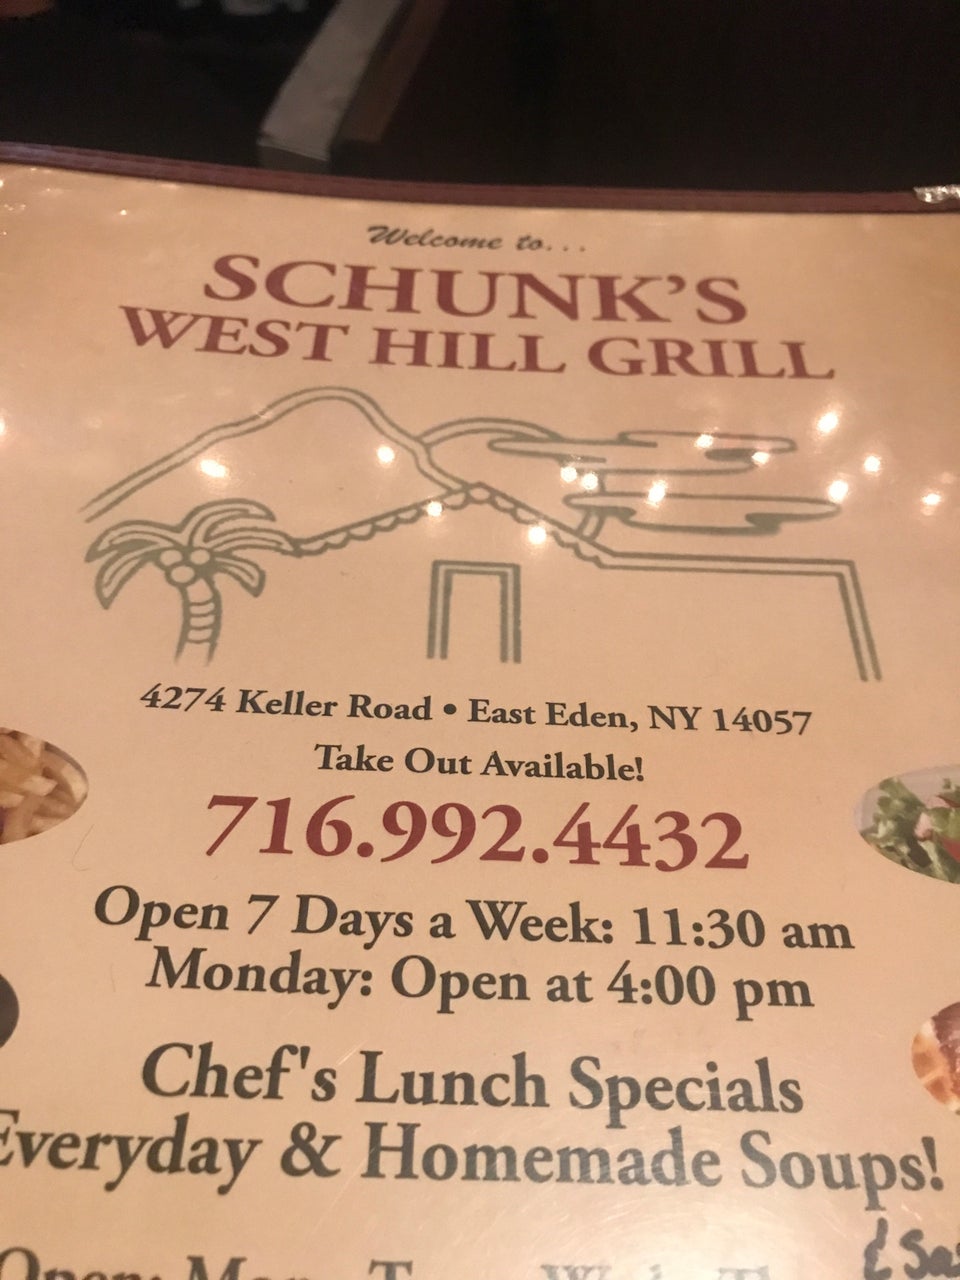 Welcome to...
SCHUNK'S
WEST HILL GRILL
4274 Keller Road • East Eden, NY 14057
Take Out Available!
716.992.4432
Open 7 Days a Week: 11:30 am
Monday: Open at 4:00 pm
Chef's Lunch Specials
Everyday & Homemade Soups!
&
Open: